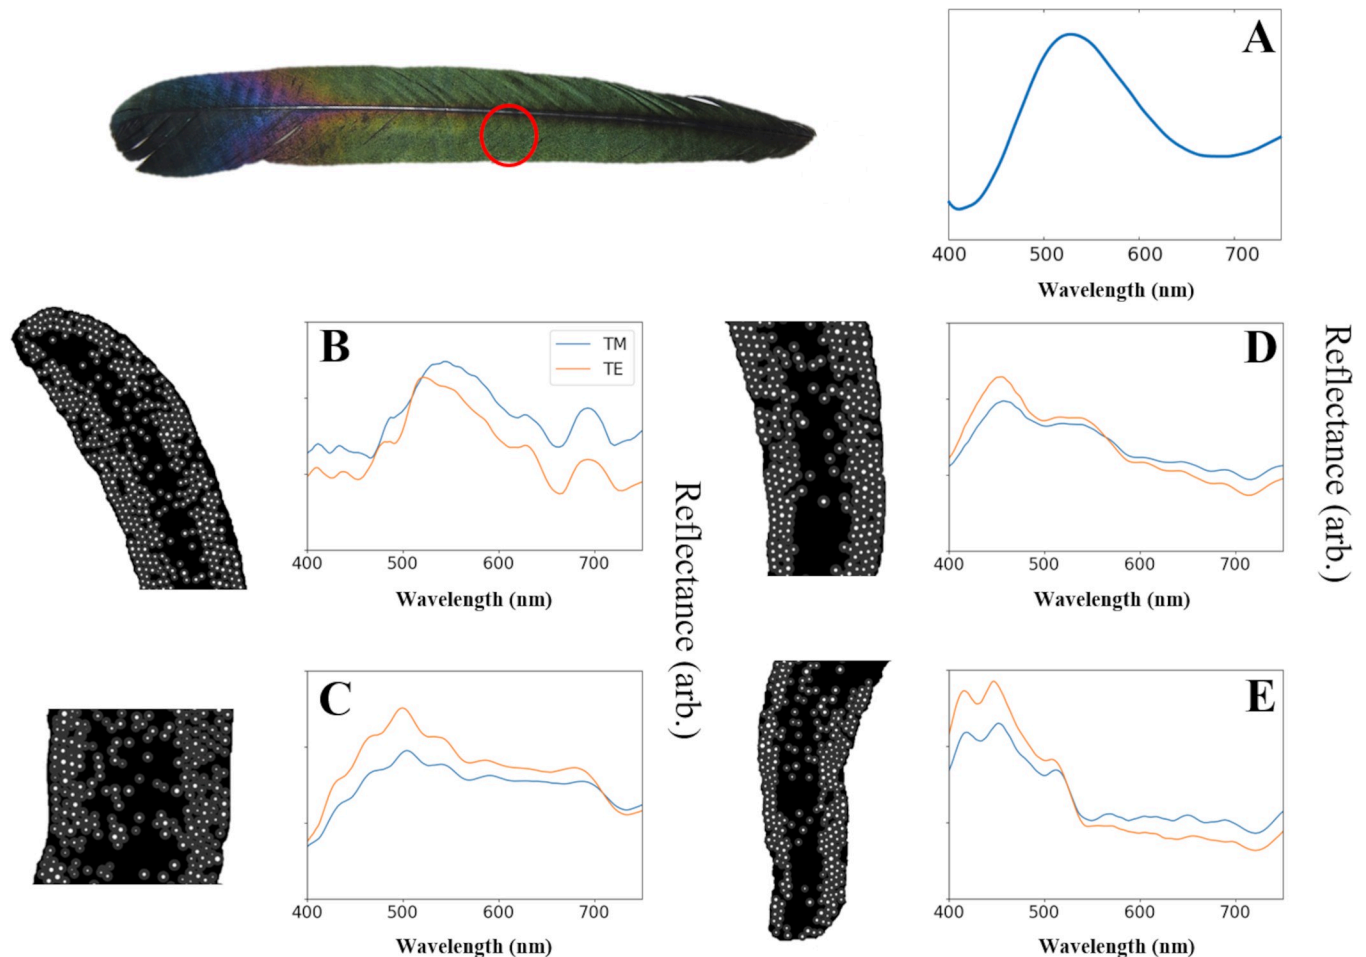 A
400 500 600 700
Wavelength (nm)
B
TM
TE
400 500 600 700
Wavelength (nm)
D
400 500 600 700
Wavelength (nm)
Reflectance (arb.)
Reflectance (arb.)
C
400 500 600 700
Wavelength (nm)
E
400 500 600 700
Wavelength (nm)